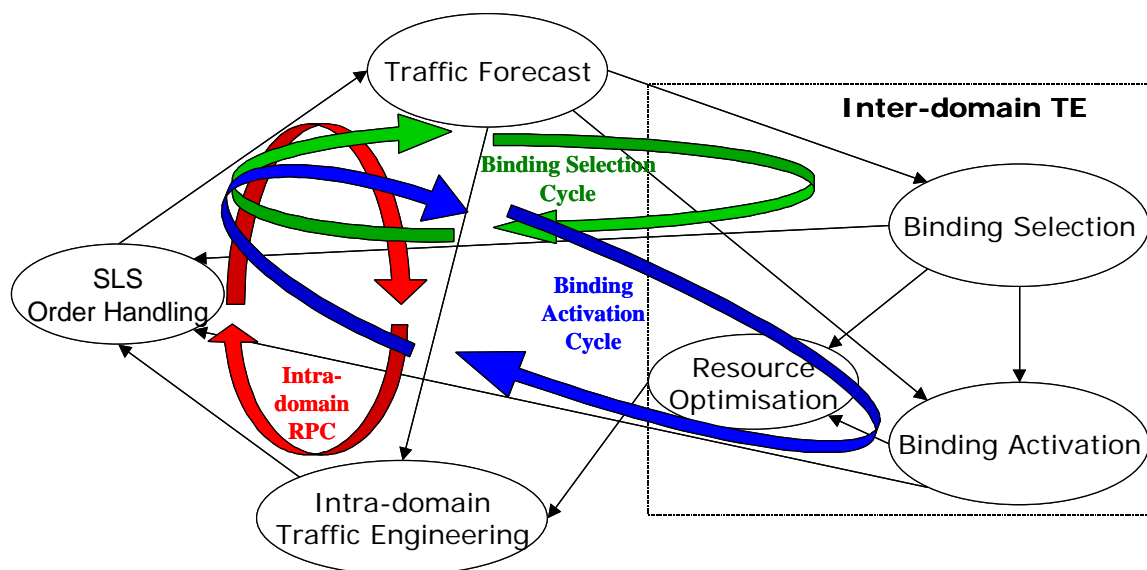 Traffic Forecast
Inter-domain TE
Binding Selection
Cycle
Binding Selection
SLS
Order Handling
Binding
Activation
Cycle
Intra-
domain
RPC
Resource
Optimisation
Binding Activation
Intra-domain
Traffic Engineering